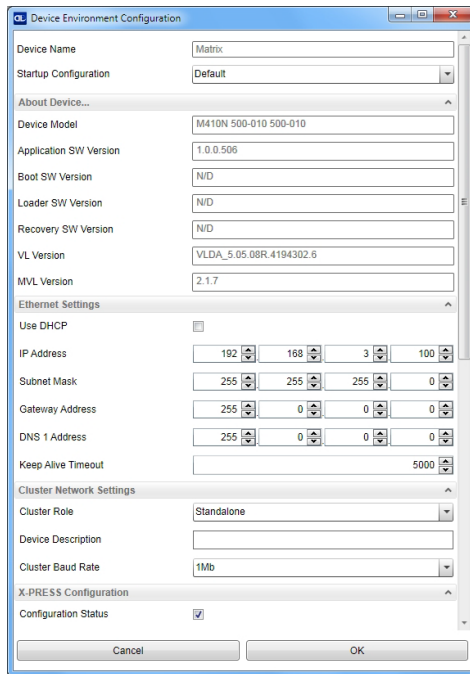 Device Environment Configuration
Device Name Matrix
Startup Configuration Default
About Device...
Device Model M410N 500-010 500-010
Application SW Version 1.0.0.506
Boot SW Version N/D
Loader SW Version N/D
Recovery SW Version N/D
VL Version VLDA_5.05.08R.4194302.6
MVL Version 2.1.7
Ethernet Settings
Use DHCP
IP Address 192 . 168 . 3 . 100
Subnet Mask 255 . 255 . 255 . 0
Gateway Address 255 . 0 . 0 . 0
DNS 1 Address 255 . 0 . 0 . 0
Keep Alive Timeout 5000
Cluster Network Settings
Cluster Role Standalone
Device Description
Cluster Baud Rate 1Mb
X-PRESS Configuration
Configuration Status
Cancel OK